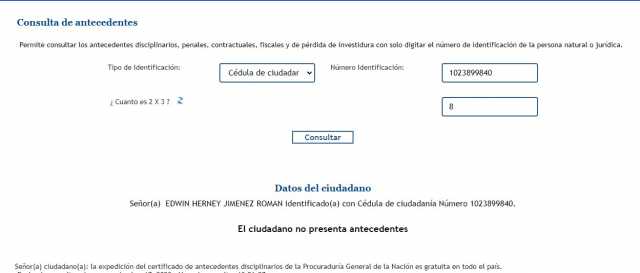 Consulta de antecedentes
Permite consultar los antecedentes disciplinarios, penales, contractuales, fiscales y de pérdida de investidura con solo digitar el número de identificación de la persona natural o jurídica.
Tipo de Identificación: Cédula de ciudadar Número Identificación: 1023899840
¿ Cuanto es 2 X 3 ? 8
Consultar
Datos del ciudadano
Señor(a) EDWIN HERNEY JIMENEZ ROMAN Identificado(a) con Cédula de ciudadanía Número 1023899840.
El ciudadano no presenta antecedentes
Señor(a) ciudadano(a): la expedición del certificado de antecedentes disciplinarios de la Procuraduría General de la Nación es gratuita en todo el país.